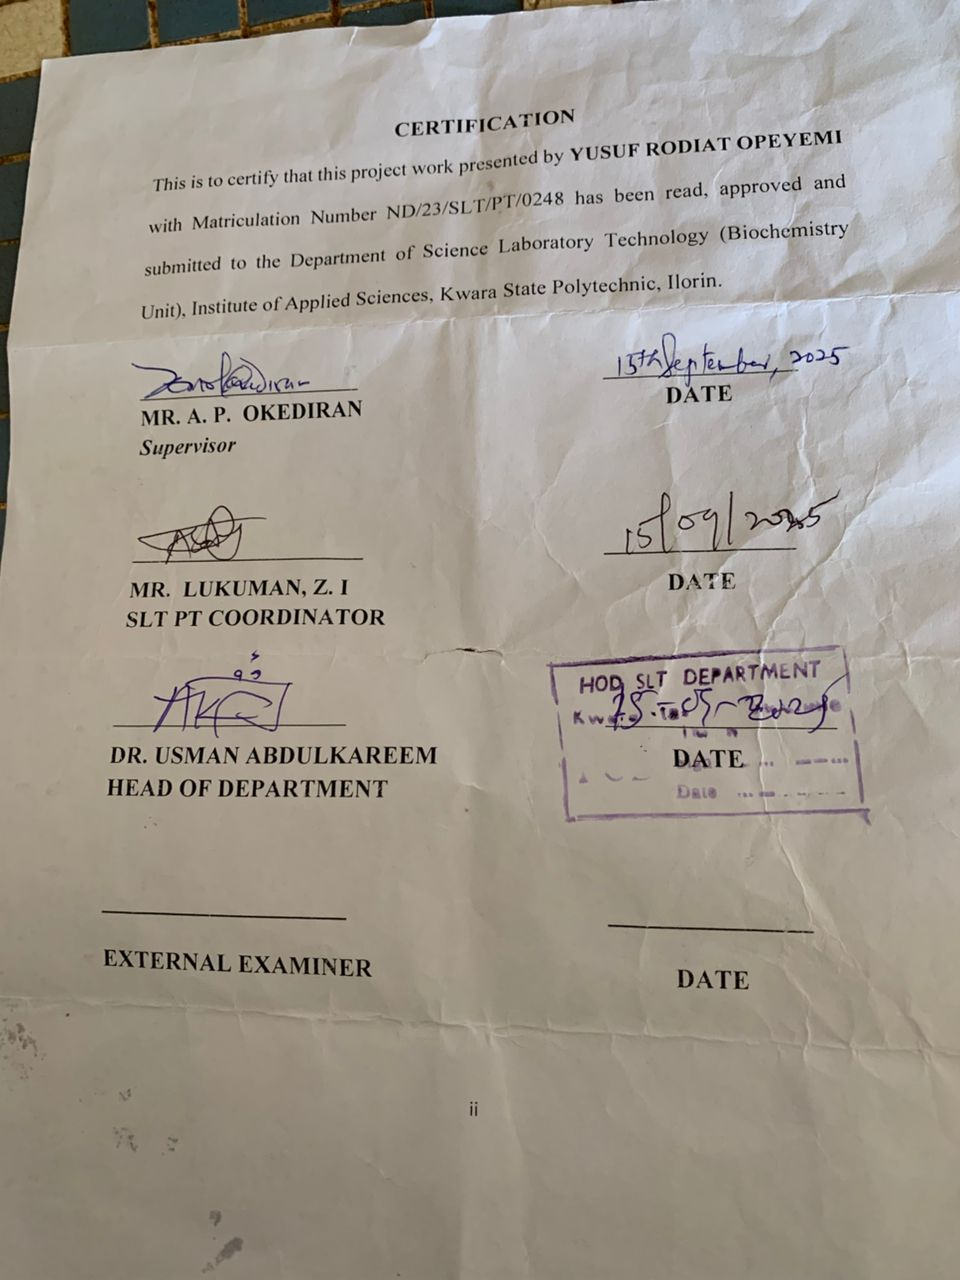 CERTIFICATION
This is to certify that this project work presented by YUSUF RODIAT OPEYEMI
with Matriculation Number ND/23/SLT/PT/0248 has been read, approved and
submitted to the Department of Science Laboratory Technology (Biochemistry
Unit), Institute of Applied Sciences, Kwara State Polytechnic, Ilorin.
15th September, 2025
MR. A. P. OKEDIRAN
DATE
Supervisor
15/09/2025
MR. LUKUMAN, Z. I
DATE
SLT PT COORDINATOR
HOD SLT DEPARTMENT
DR. USMAN ABDULKAREEM
DATE
HEAD OF DEPARTMENT
Date
EXTERNAL EXAMINER
DATE
ii